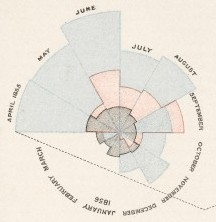 APRIL 1855
MAY
JUNE
JULY
AUGUST
SEPTEMBER
OCTOBER
NOVEMBER
DECEMBER
JANUARY
1856
FEBRUARY
MARCH